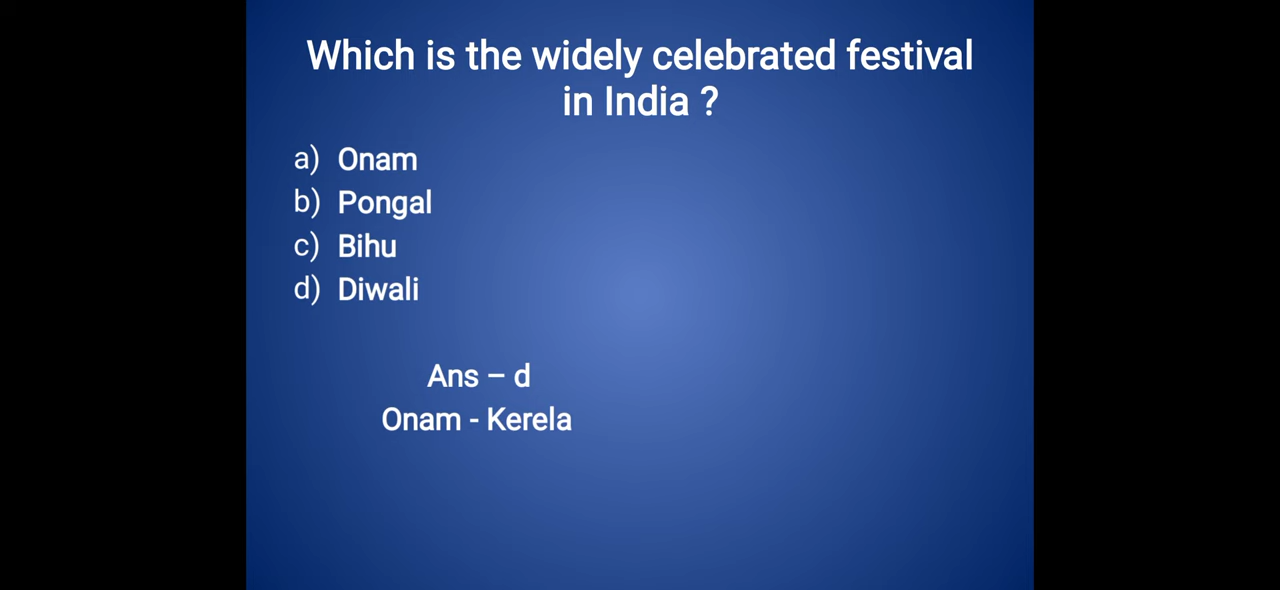 Which is the widely celebrated festival
in India ?
a) Onam
b) Pongal
c) Bihu
d) Diwali
Ans – d
Onam - Kerela